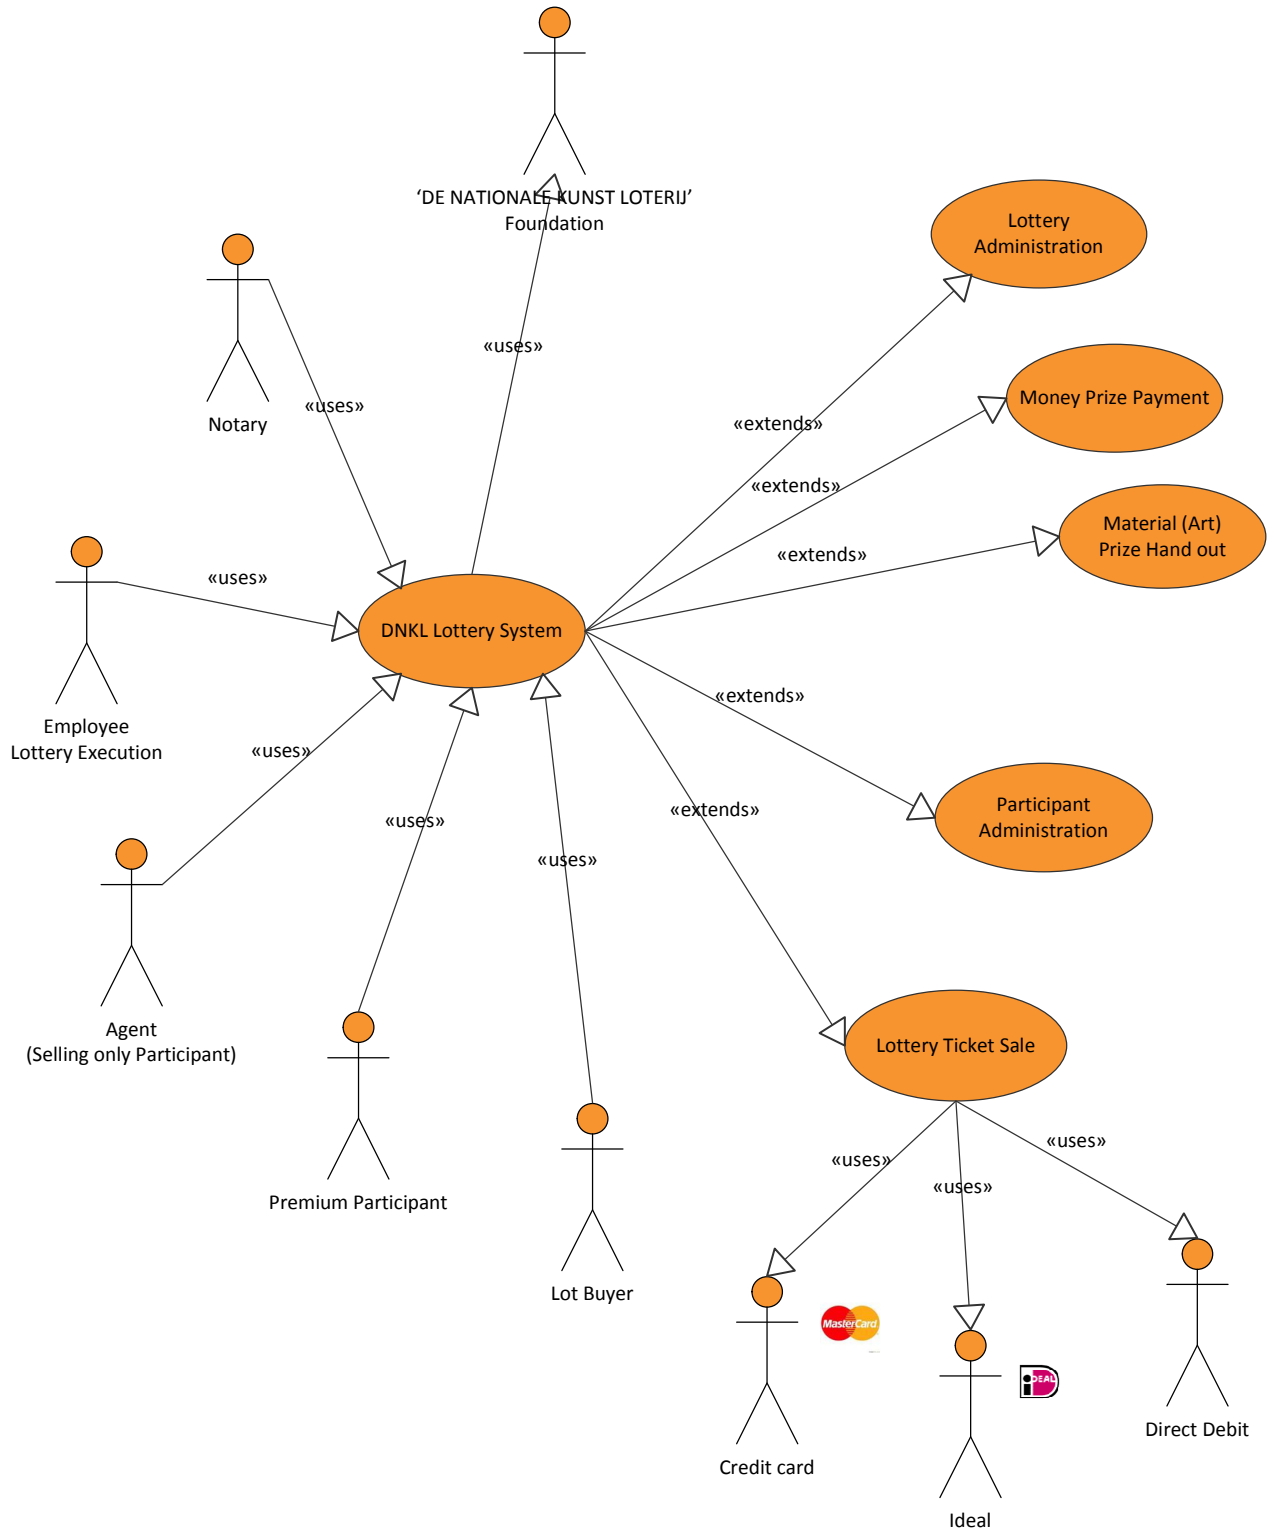 ‘DE NATIONALE KUNST LOTERIJ’
Foundation
Lottery
Administration
«uses»
Notary
«uses»
Money Prize Payment
«extends»
«extends»
Material (Art)
Prize Hand out
«extends»
«uses»
DNKL Lottery System
Employee
Lottery Execution
«uses»
«extends»
«uses»
«extends»
Participant
Administration
«uses»
Agent
(Selling only Participant)
Lottery Ticket Sale
Premium Participant
«uses»
«uses»
«uses»
Lot Buyer
MasterCard
iDEAL
Direct Debit
Credit card
Ideal